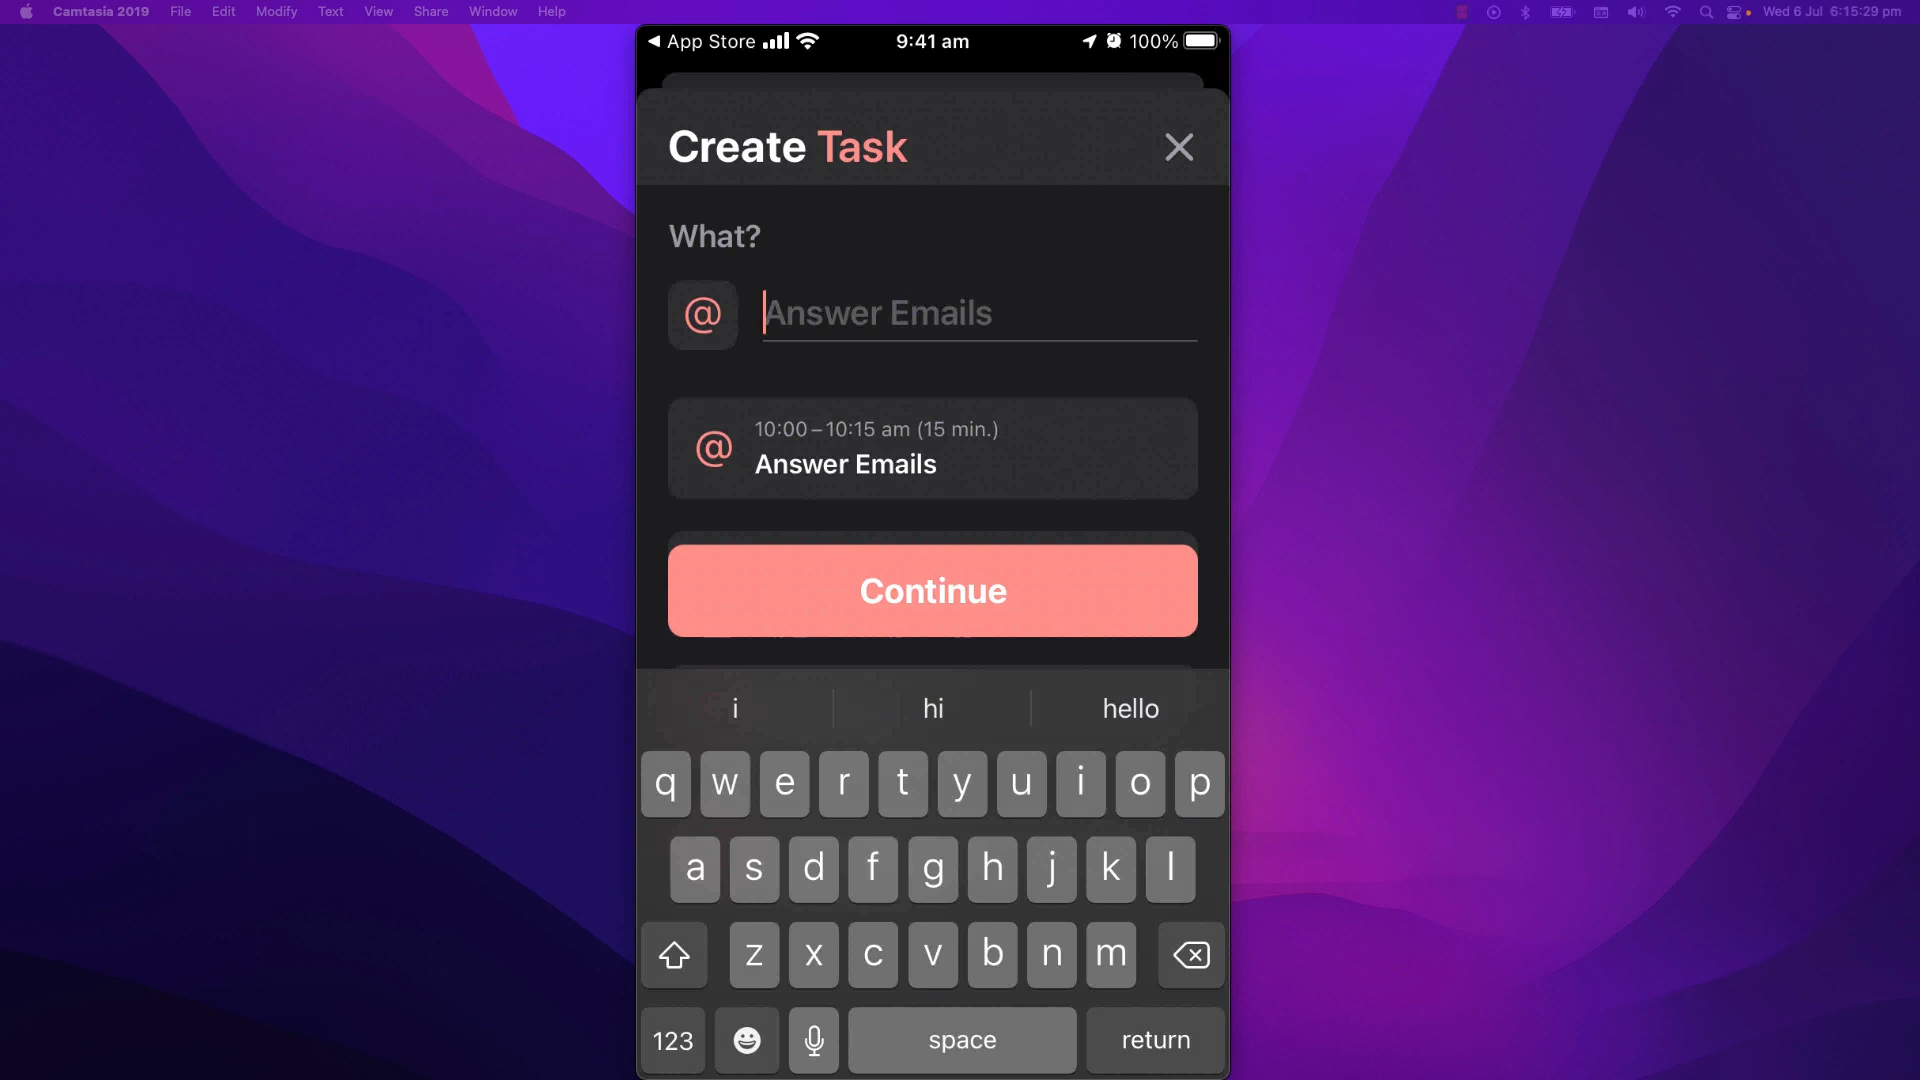 Camtasia 2019 File Edit Modify Text View Share Window Help Wed 6 Jul 6:15:29 pm
App Store 9:41 am 100%
Create Task
What?
@ Answer Emails
10:00–10:15 am (15 min.)
@ Answer Emails
Continue
i hi hello
q w e r t y u i o p
a s d f g h j k l
z x c v b n m
123 space return